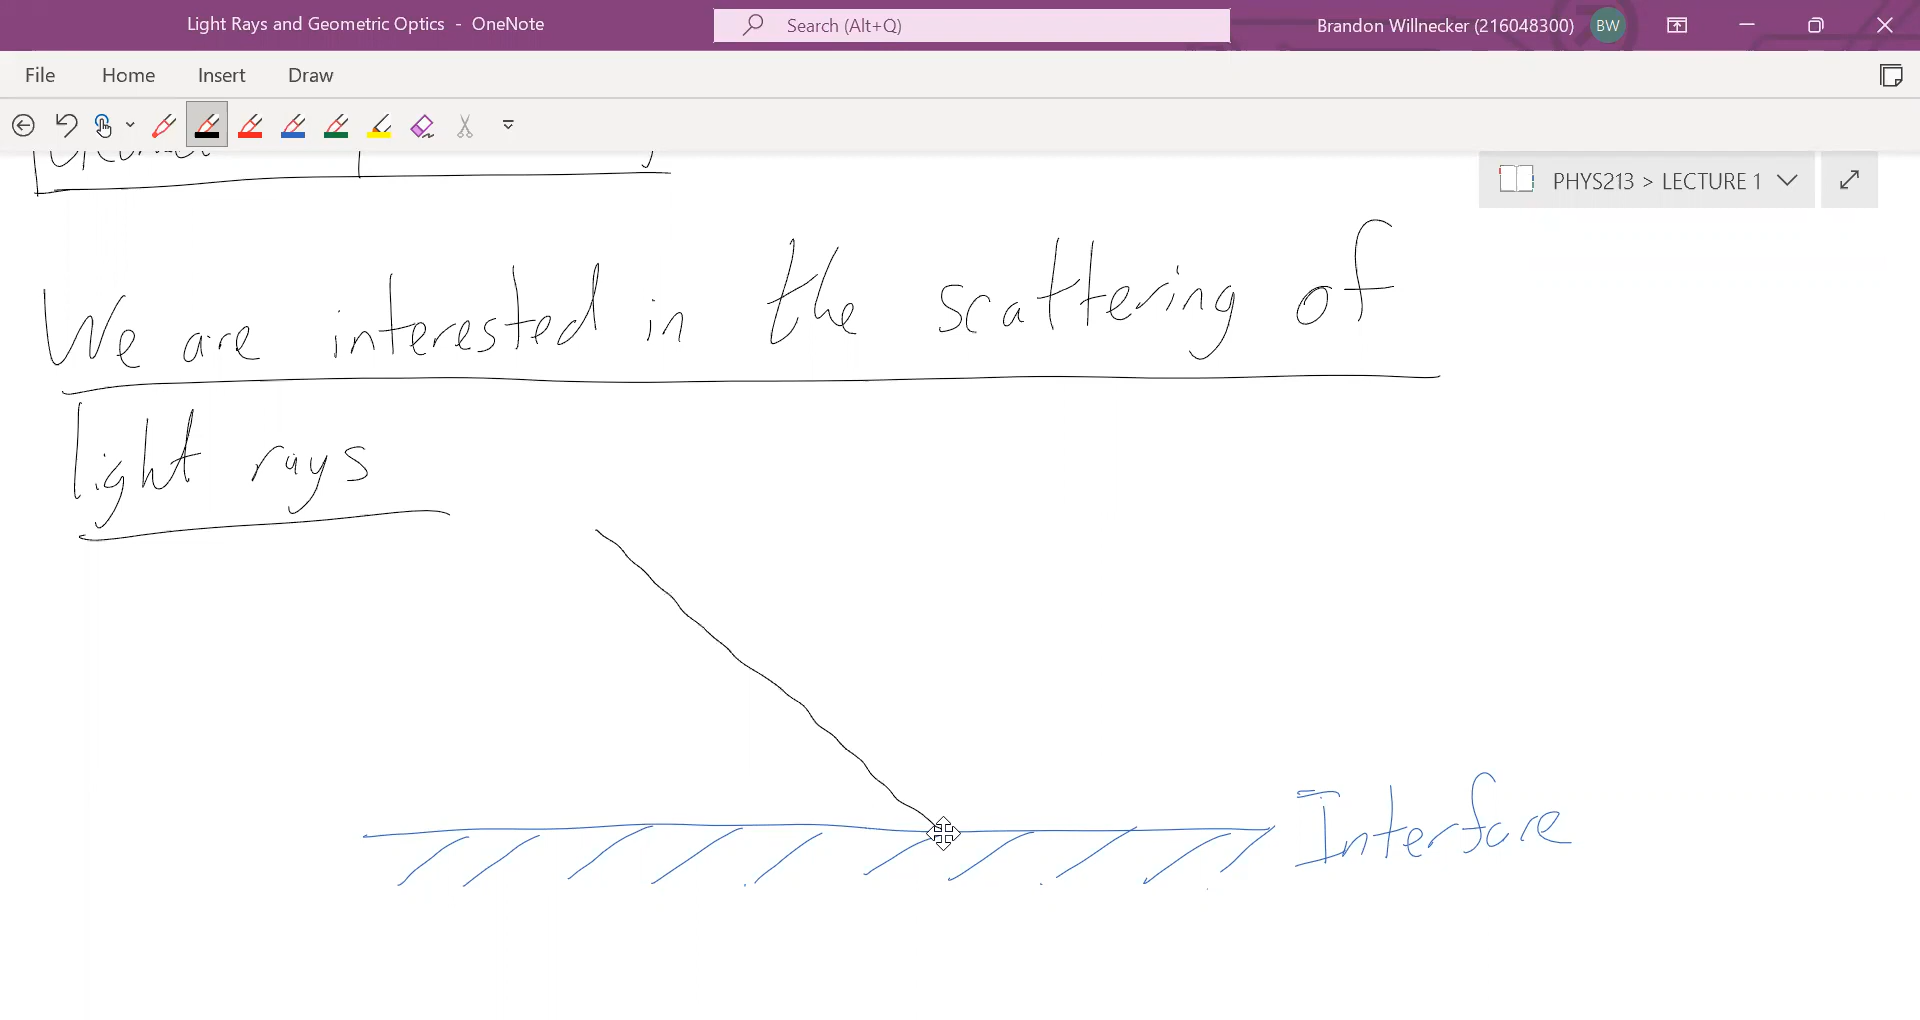 Light Rays and Geometric Optics - OneNote
Search (Alt+Q)
Brandon Willnecker (216048300)
BW
File Home Insert Draw
PHYS213 > LECTURE 1
We are interested in the scattering of
light rays
Interface